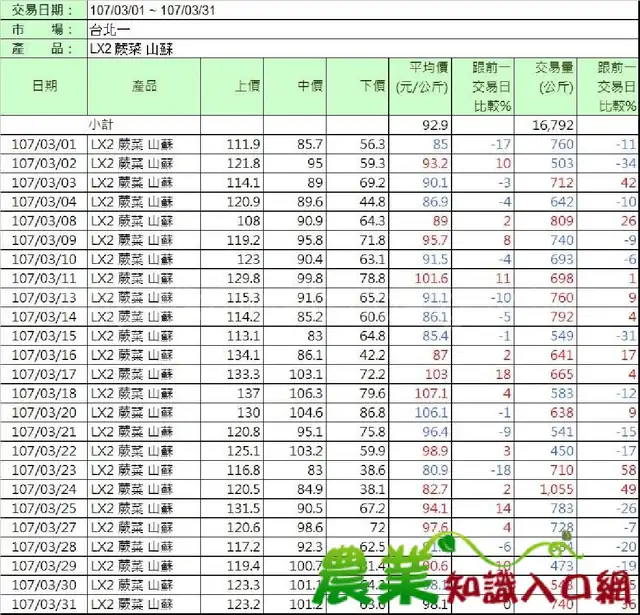 交易日期： 107/03/01 ~ 107/03/31
市　　場： 台北一
產　　品： LX2 蕨菜 山蘇
日期 產品 上價 中價 下價 平均價(元/公斤) 跟前一交易日比較% 交易量(公斤) 跟前一交易日比較%
小計 92.9 16,792
107/03/01 LX2 蕨菜 山蘇 111.9 85.7 56.3 85 -17 760 -11
107/03/02 LX2 蕨菜 山蘇 121.8 95 59.3 93.2 10 503 -34
107/03/03 LX2 蕨菜 山蘇 114.1 89 69.2 90.1 -3 712 42
107/03/04 LX2 蕨菜 山蘇 120.9 89.6 44.8 86.9 -4 642 -10
107/03/08 LX2 蕨菜 山蘇 108 90.9 64.3 89 2 809 26
107/03/09 LX2 蕨菜 山蘇 119.2 95.8 71.8 95.7 8 740 -9
107/03/10 LX2 蕨菜 山蘇 123 90.4 63.1 91.5 -4 693 -6
107/03/11 LX2 蕨菜 山蘇 129.8 99.8 78.8 101.6 11 698 1
107/03/13 LX2 蕨菜 山蘇 115.3 91.6 65.2 91.1 -10 760 9
107/03/14 LX2 蕨菜 山蘇 114.2 85.2 60.6 86.1 -5 792 4
107/03/15 LX2 蕨菜 山蘇 113.1 83 64.8 85.4 -1 549 -31
107/03/16 LX2 蕨菜 山蘇 134.1 86.1 42.2 87 2 641 17
107/03/17 LX2 蕨菜 山蘇 133.3 103.1 72.2 103 18 665 4
107/03/18 LX2 蕨菜 山蘇 137 106.3 79.6 107.1 4 583 -12
107/03/20 LX2 蕨菜 山蘇 130 104.6 86.8 106.1 -1 638 9
107/03/21 LX2 蕨菜 山蘇 120.8 95.1 75.8 96.4 -9 541 -15
107/03/22 LX2 蕨菜 山蘇 125.1 103.2 59.9 98.9 3 450 -17
107/03/23 LX2 蕨菜 山蘇 116.8 83 38.6 80.9 -18 710 58
107/03/24 LX2 蕨菜 山蘇 120.5 84.9 38.1 82.7 2 1,055 49
107/03/25 LX2 蕨菜 山蘇 131.5 90.5 67.2 94.1 14 783 -26
107/03/27 LX2 蕨菜 山蘇 120.6 98.6 72 97.6 4 728 -7
107/03/28 LX2 蕨菜 山蘇 117.2 92.3 62.5 -6 -20
107/03/29 LX2 蕨菜 山蘇 119.4 100.7 473 -19
107/03/30 LX2 蕨菜 山蘇 123.3
107/03/31 LX2 蕨菜 山蘇 123.2 101.2
農業知識入口網